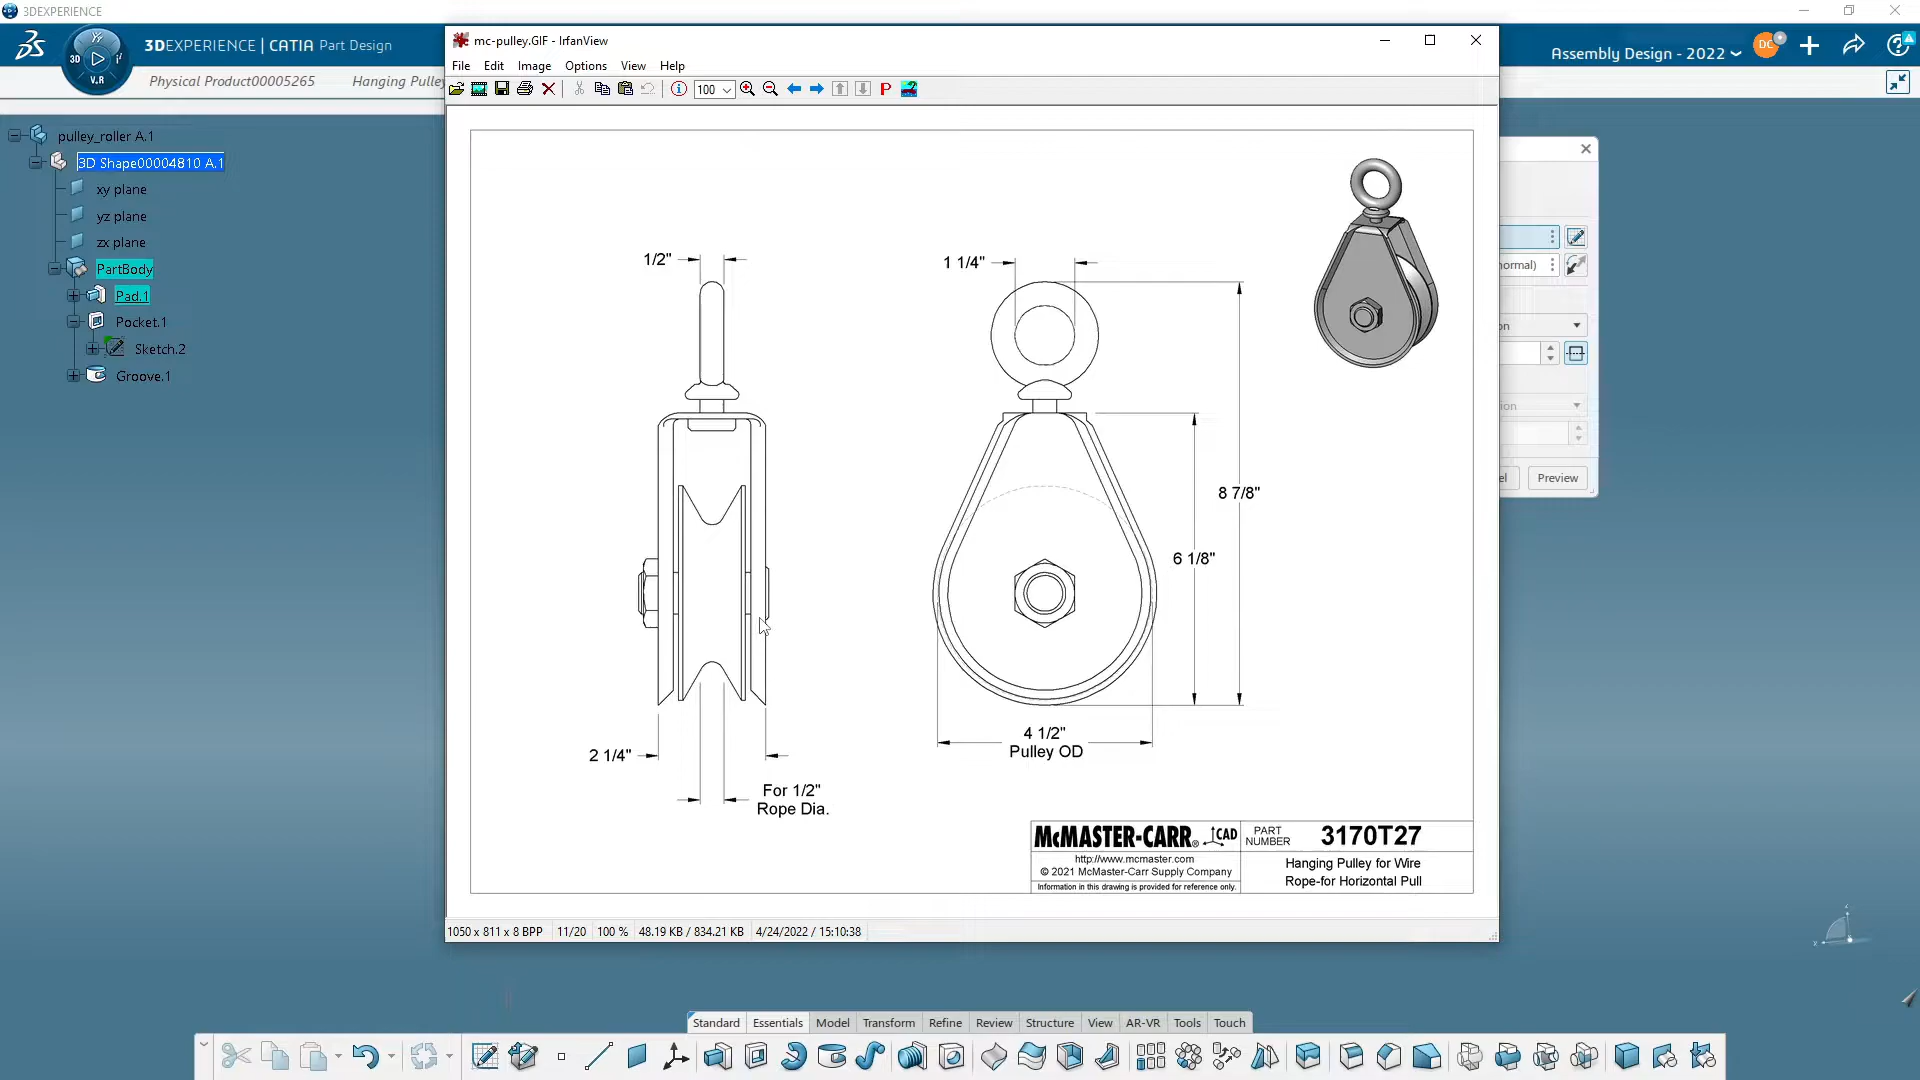 3DEXPERIENCE
3DEXPERIENCE | CATIA Part Design
3D
V.R
Physical Product00005265
Hanging Pulley
Assembly Design - 2022
DC
mc-pulley.GIF - IrfanView
File Edit Image Options View Help
100
P
pulley_roller A.1
3D Shape00004810 A.1
xy plane
yz plane
zx plane
PartBody
Pad.1
Pocket.1
Sketch.2
Groove.1
1/2"
1 1/4"
8 7/8"
6 1/8"
4 1/2"
Pulley OD
2 1/4"
For 1/2"
Rope Dia.
McMASTER-CARR® CAD
http://www.mcmaster.com
© 2021 McMaster-Carr Supply Company
Information in this drawing is provided for reference only.
PART
NUMBER
3170T27
Hanging Pulley for Wire
Rope-for Horizontal Pull
normal)
Preview
1050 x 811 x 8 BPP 11/20 100 % 48.19 KB / 834.21 KB 4/24/2022 / 15:10:38
Standard Essentials Model Transform Refine Review Structure View AR-VR Tools Touch